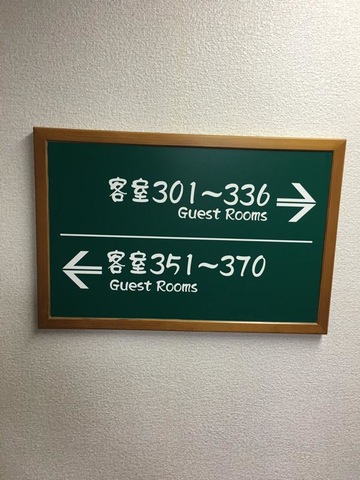 客室301～336
Guest Rooms
客室351～370
Guest Rooms